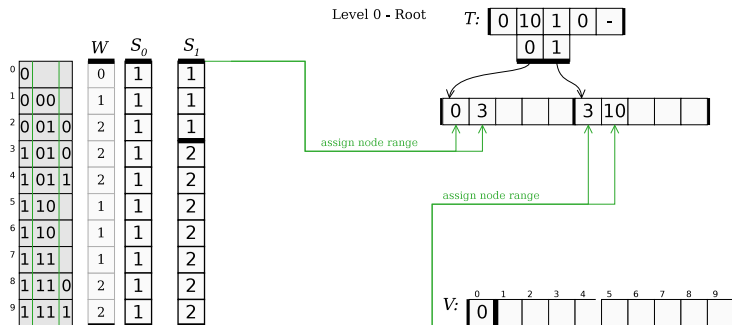 Level 0 - Root
T: 0 10 1 0 -
0 1
W S0 S1
0 0 0 1 1
1 0 00 1 1 1
2 0 01 0 2 1 1
3 1 01 0 2 1 2
4 1 01 1 2 1 2
5 1 10 1 1 2
6 1 10 1 1 2
7 1 11 1 1 2
8 1 11 0 2 1 2
9 1 11 1 2 1 2
0 3 3 10
assign node range
assign node range
0 1 2 3 4 5 6 7 8 9
V: 0